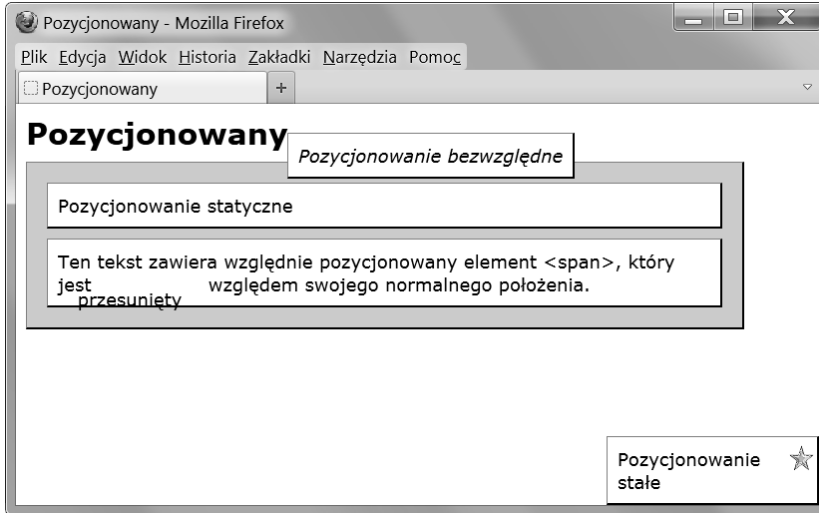 Pozycjonowany - Mozilla Firefox
Plik Edycja Widok Historia Zakładki Narzędzia Pomoc
Pozycjonowany +
Pozycjonowany
Pozycjonowanie bezwzględne
Pozycjonowanie statyczne
Ten tekst zawiera względnie pozycjonowany element <span>, który
jest względem swojego normalnego położenia.
przesunięty
Pozycjonowanie
stałe